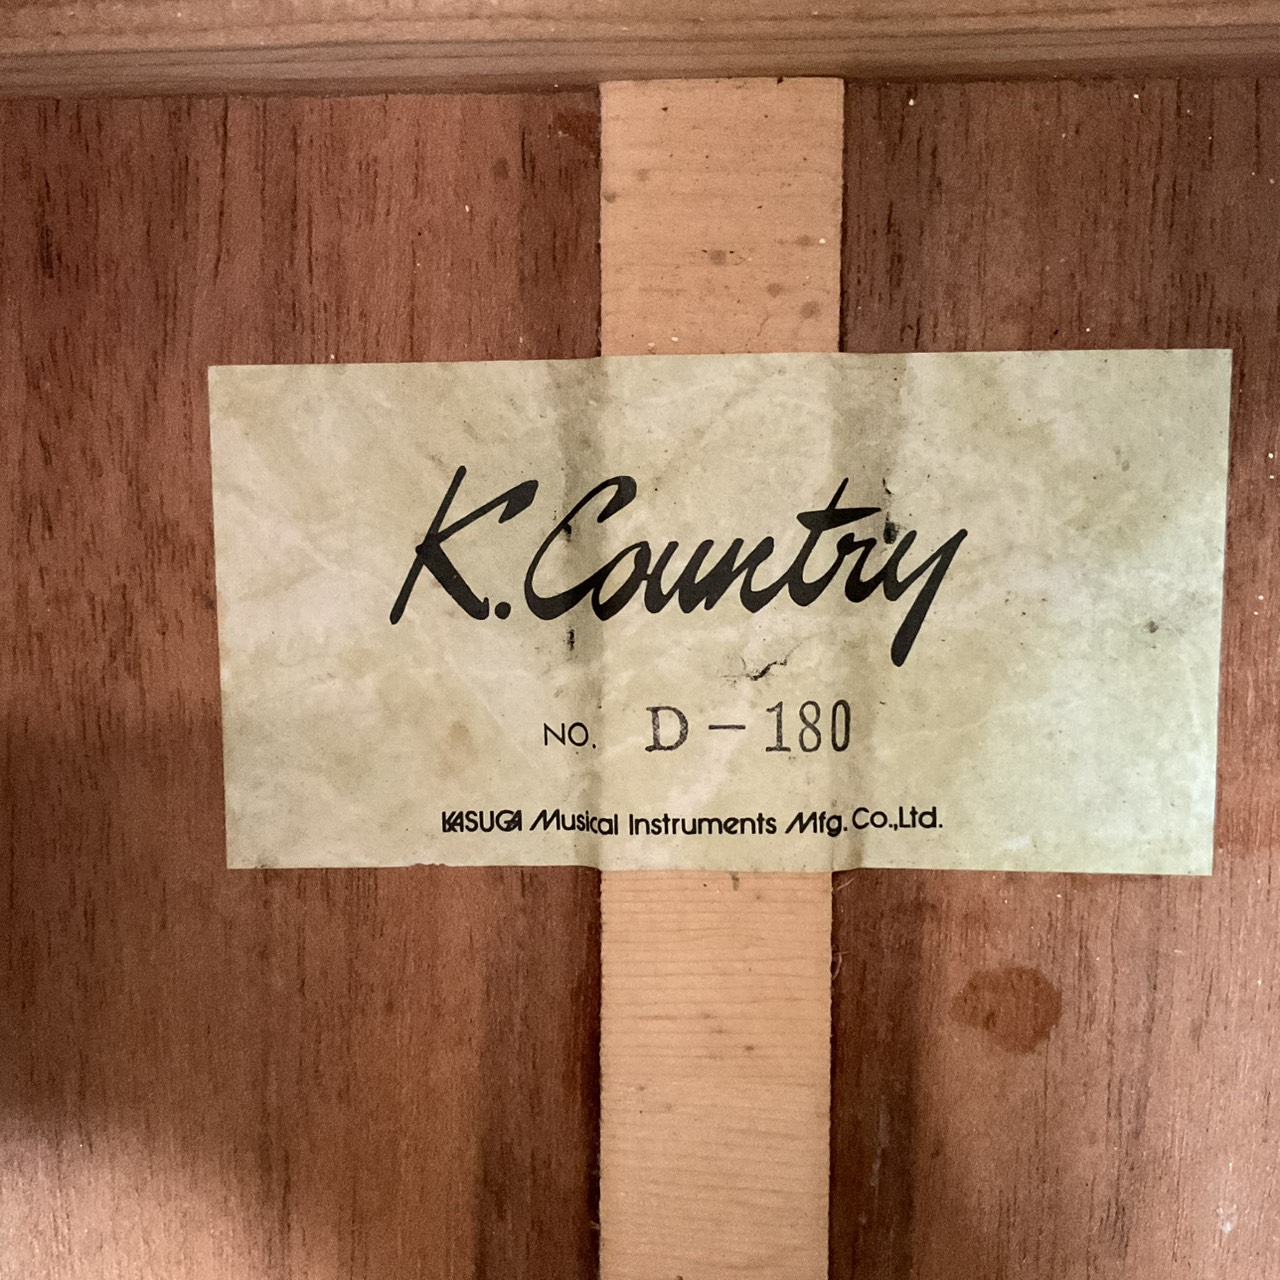 K.Country
NO. D-180
KASUGA Musical Instruments Mfg. Co.,Ltd.